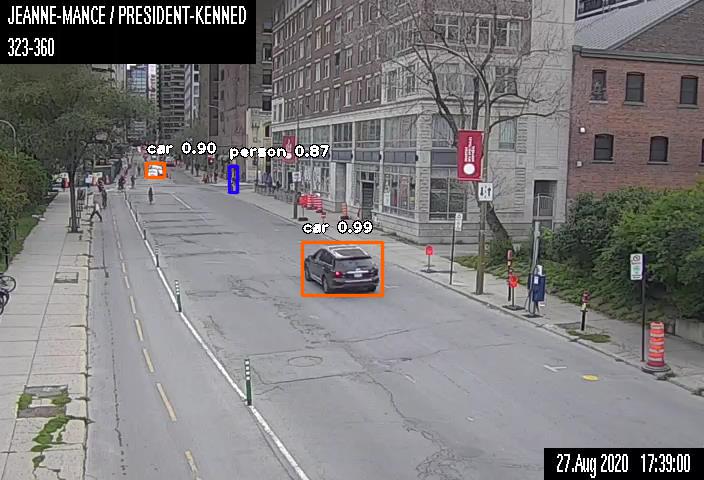 JEANNE-MANCE / PRESIDENT-KENNED
323-360
car 0.90
person 0.87
car 0.99
27.Aug 2020 17:39:00